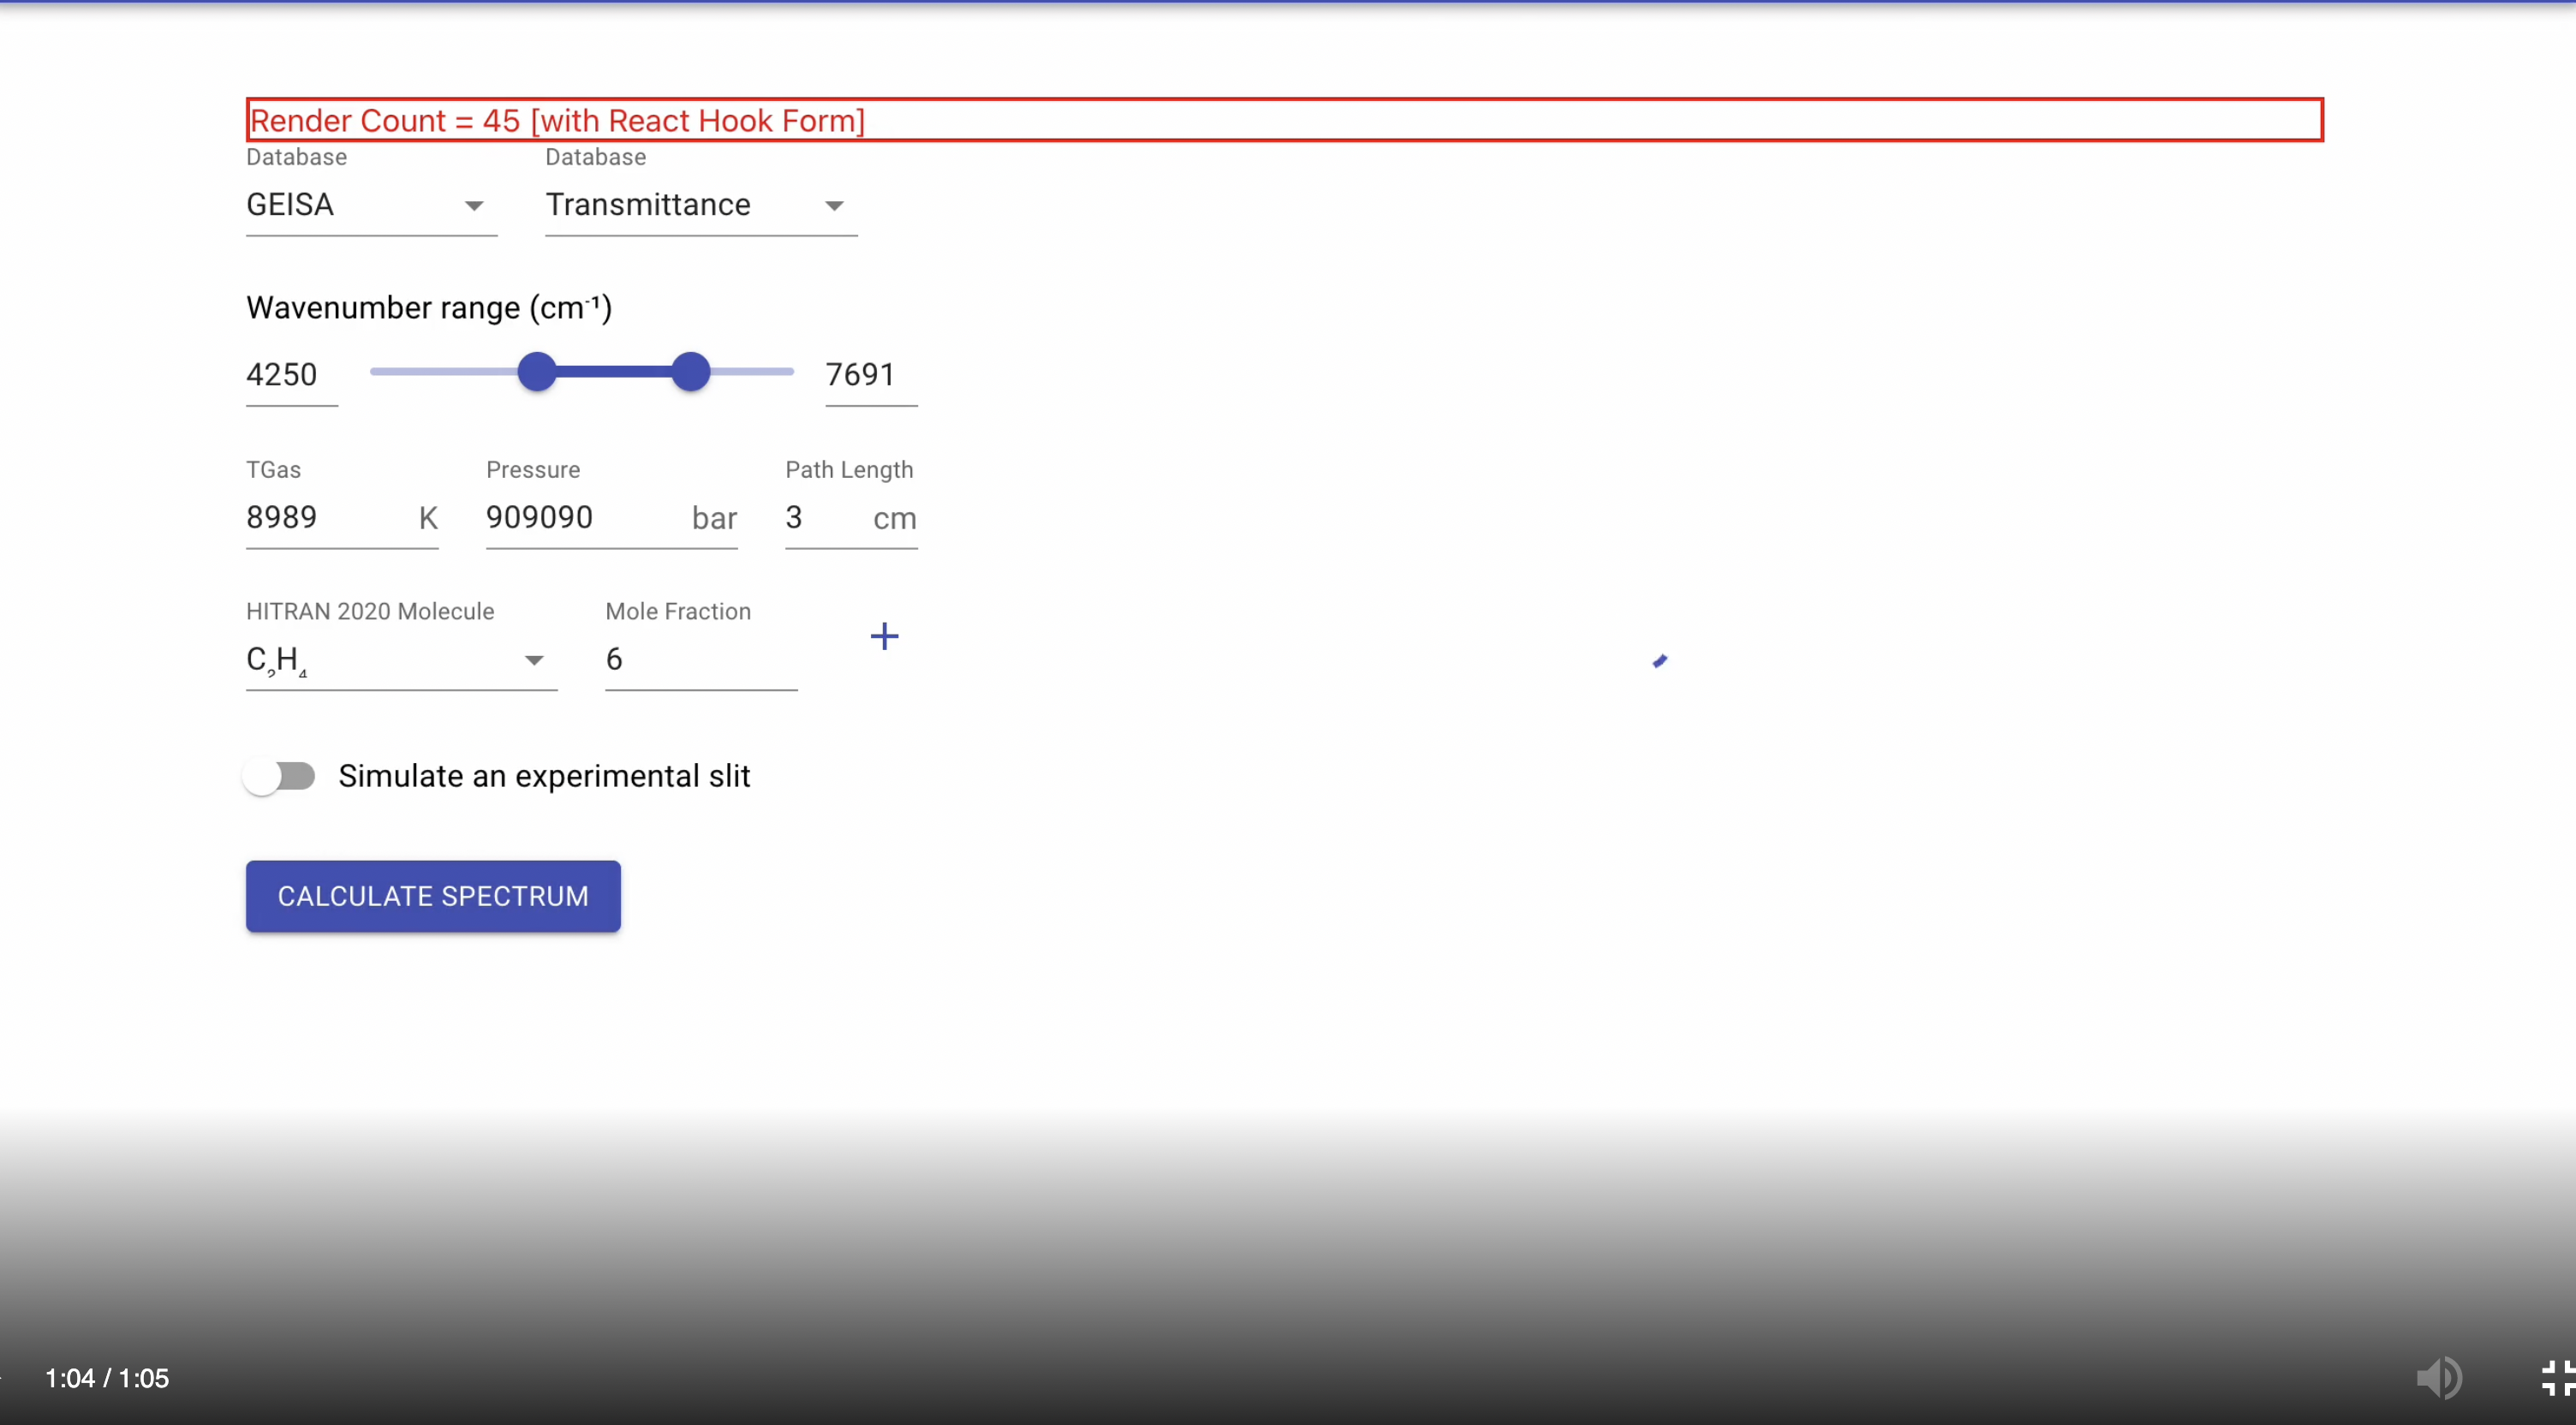 Render Count = 45 [with React Hook Form]
Database Database
GEISA Transmittance
Wavenumber range (cm⁻¹)
4250 7691
TGas Pressure Path Length
8989 K 909090 bar 3 cm
HITRAN 2020 Molecule Mole Fraction
C₂H₄ 6 +
Simulate an experimental slit
CALCULATE SPECTRUM
1:04 / 1:05